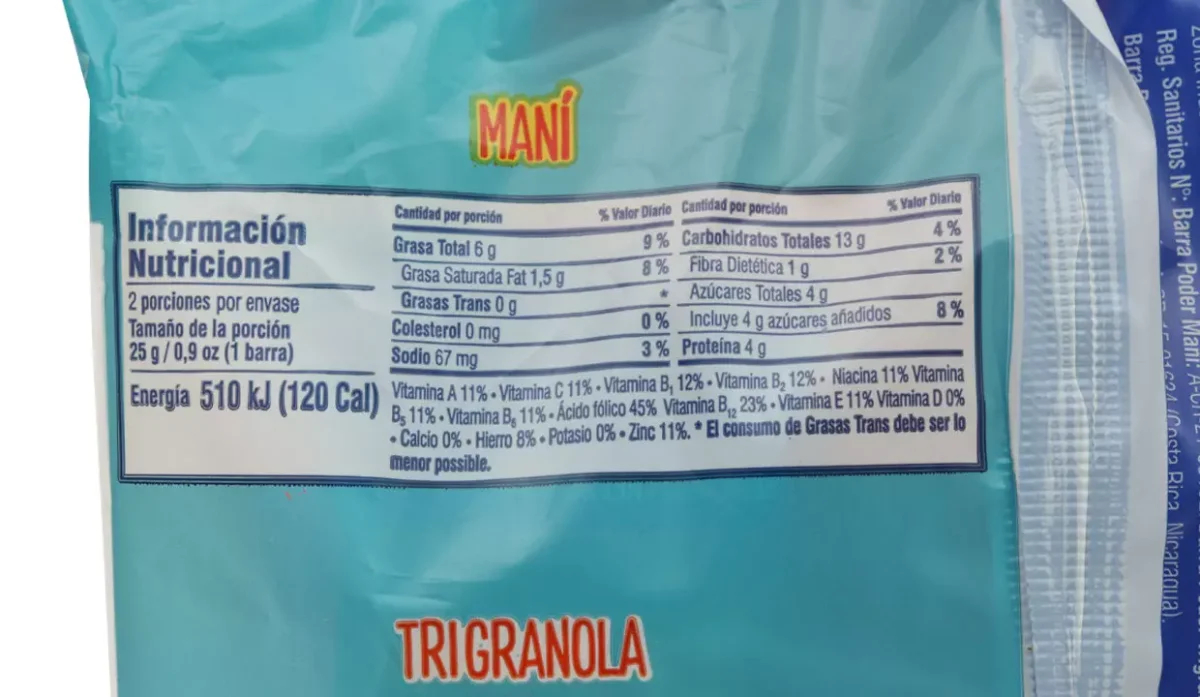 MANÍ
Información
Nutricional
2 porciones por envase
Tamaño de la porción
25 g / 0,9 oz (1 barra)
Energía 510 kJ (120 Cal)
Cantidad por porción % Valor Diario
Grasa Total 6 g 9 %
Grasa Saturada Fat 1,5 g 8 %
Grasas Trans 0 g *
Colesterol 0 mg 0 %
Sodio 67 mg 3 %
Cantidad por porción % Valor Diario
Carbohidratos Totales 13 g 4 %
Fibra Dietética 1 g 2 %
Azúcares Totales 4 g
Incluye 4 g azúcares añadidos 8 %
Proteína 4 g
Vitamina A 11% • Vitamina C 11% • Vitamina B₁ 12% • Vitamina B₂ 12% • Niacina 11% Vitamina
B₅ 11% • Vitamina B₆ 11% • Ácido fólico 45% Vitamina B₁₂ 23% • Vitamina E 11% Vitamina D 0%
• Calcio 0% • Hierro 8% • Potasio 0% • Zinc 11%. * El consumo de Grasas Trans debe ser lo
menor posible.
TRIGRANOLA
Reg. Sanitarios Nº. Barra Poder Maní:
(Costa Rica, Nicaragua).
Barra